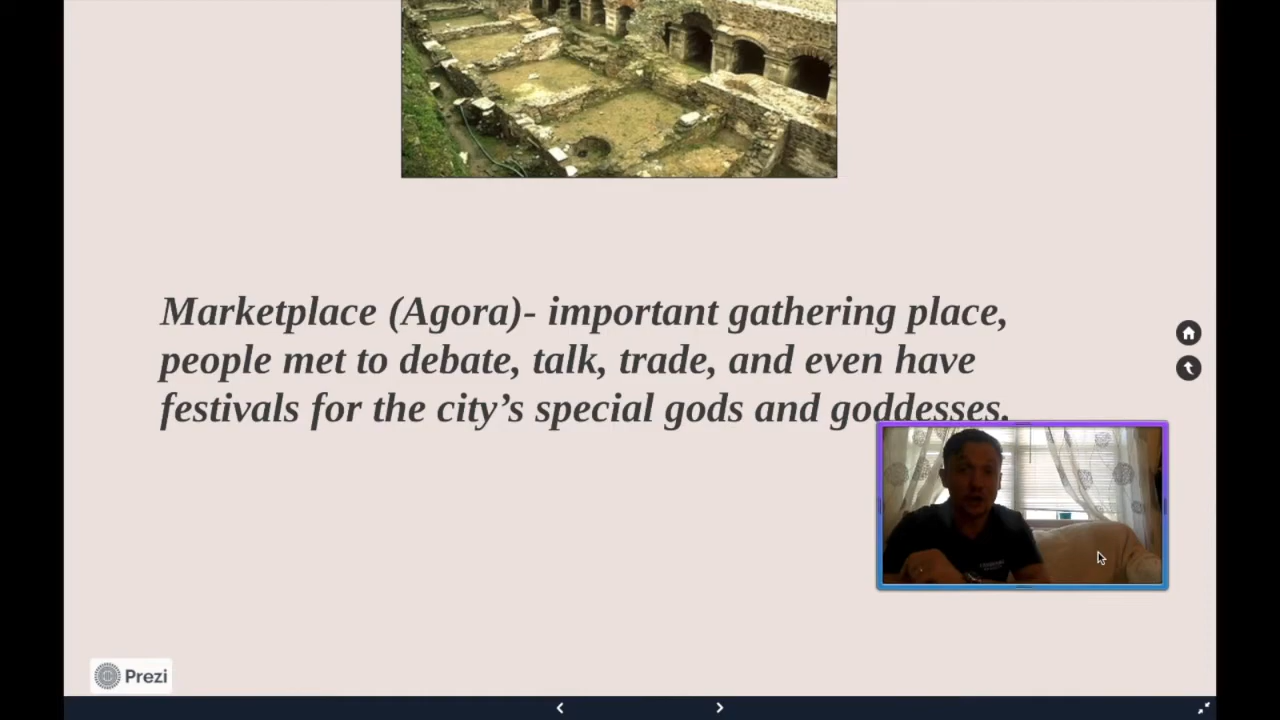 Marketplace (Agora)- important gathering place,
people met to debate, talk, trade, and even have
festivals for the city’s special gods and goddesses.
Prezi